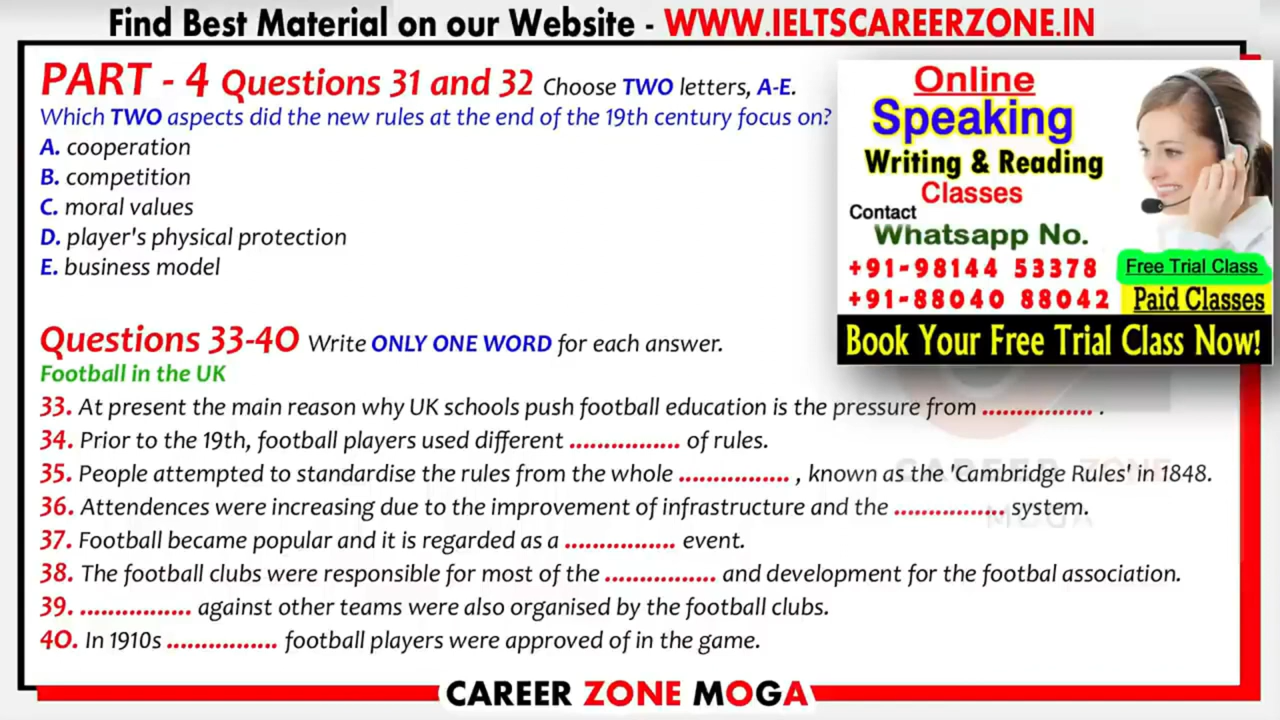 Find Best Material on our Website - WWW.IELTSCAREERZONE.IN
PART - 4 Questions 31 and 32 Choose TWO letters, A-E.
Which TWO aspects did the new rules at the end of the 19th century focus on?
A. cooperation
B. competition
C. moral values
D. player's physical protection
E. business model
Online
Speaking
Writing & Reading
Classes
Contact
Whatsapp No.
+91-98144 53378
Free Trial Class
+91-88040 88042
Paid Classes
Book Your Free Trial Class Now!
Questions 33-40 Write ONLY ONE WORD for each answer.
Football in the UK
33. At present the main reason why UK schools push football education is the pressure from ................ .
34. Prior to the 19th, football players used different ................ of rules.
35. People attempted to standardise the rules from the whole ................ , known as the 'Cambridge Rules' in 1848.
36. Attendences were increasing due to the improvement of infrastructure and the ................ system.
37. Football became popular and it is regarded as a ................ event.
38. The football clubs were responsible for most of the ................ and development for the footbal association.
39. ................ against other teams were also organised by the football clubs.
40. In 1910s ................ football players were approved of in the game.
CAREER ZONE
MOGA
CAREER ZONE MOGA